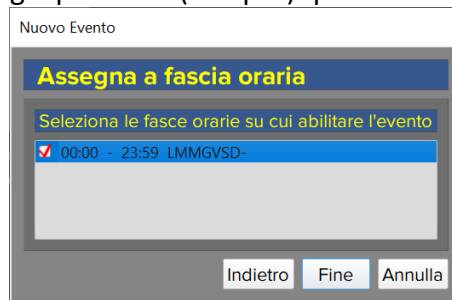 Nuovo Evento
Assegna a fascia oraria
Seleziona le fasce orarie su cui abilitare l'evento
00:00 - 23:59 LMMGVSD-
Indietro Fine Annulla